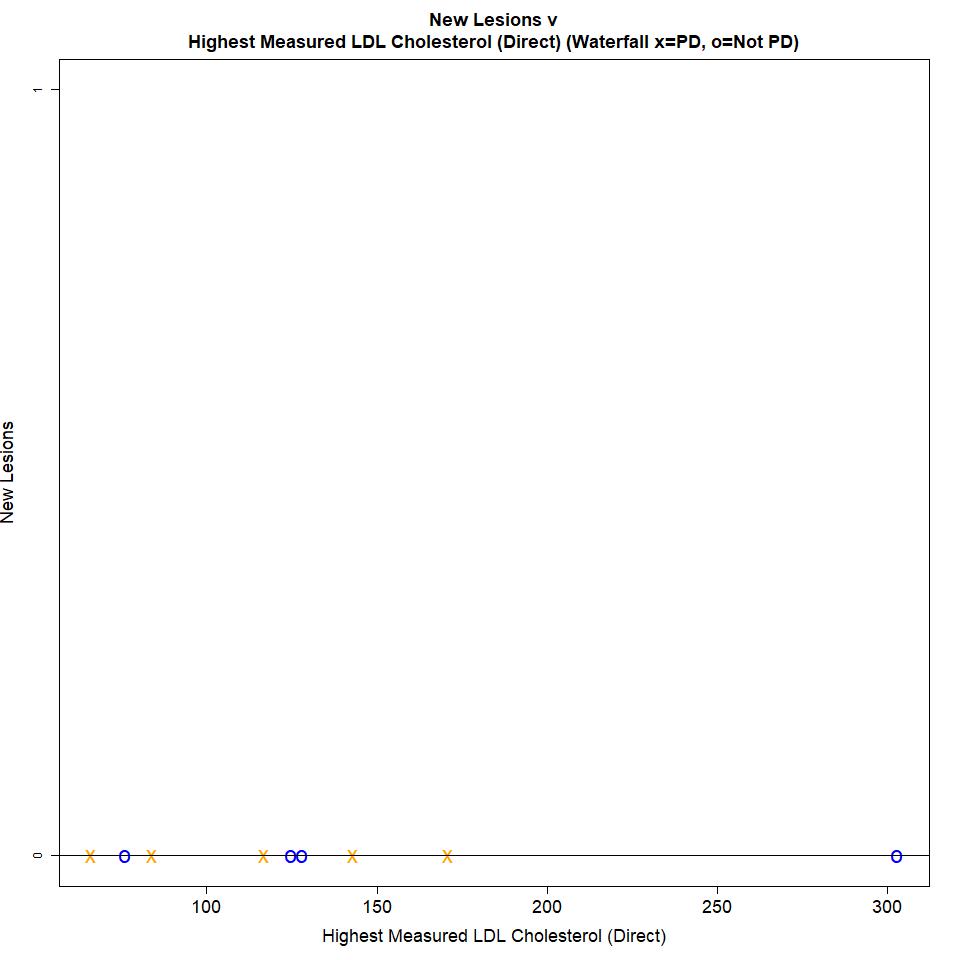 New Lesions v
Highest Measured LDL Cholesterol (Direct) (Waterfall x=PD, o=Not PD)
1
New Lesions
0
x o x x o o x x o
100 150 200 250 300
Highest Measured LDL Cholesterol (Direct)